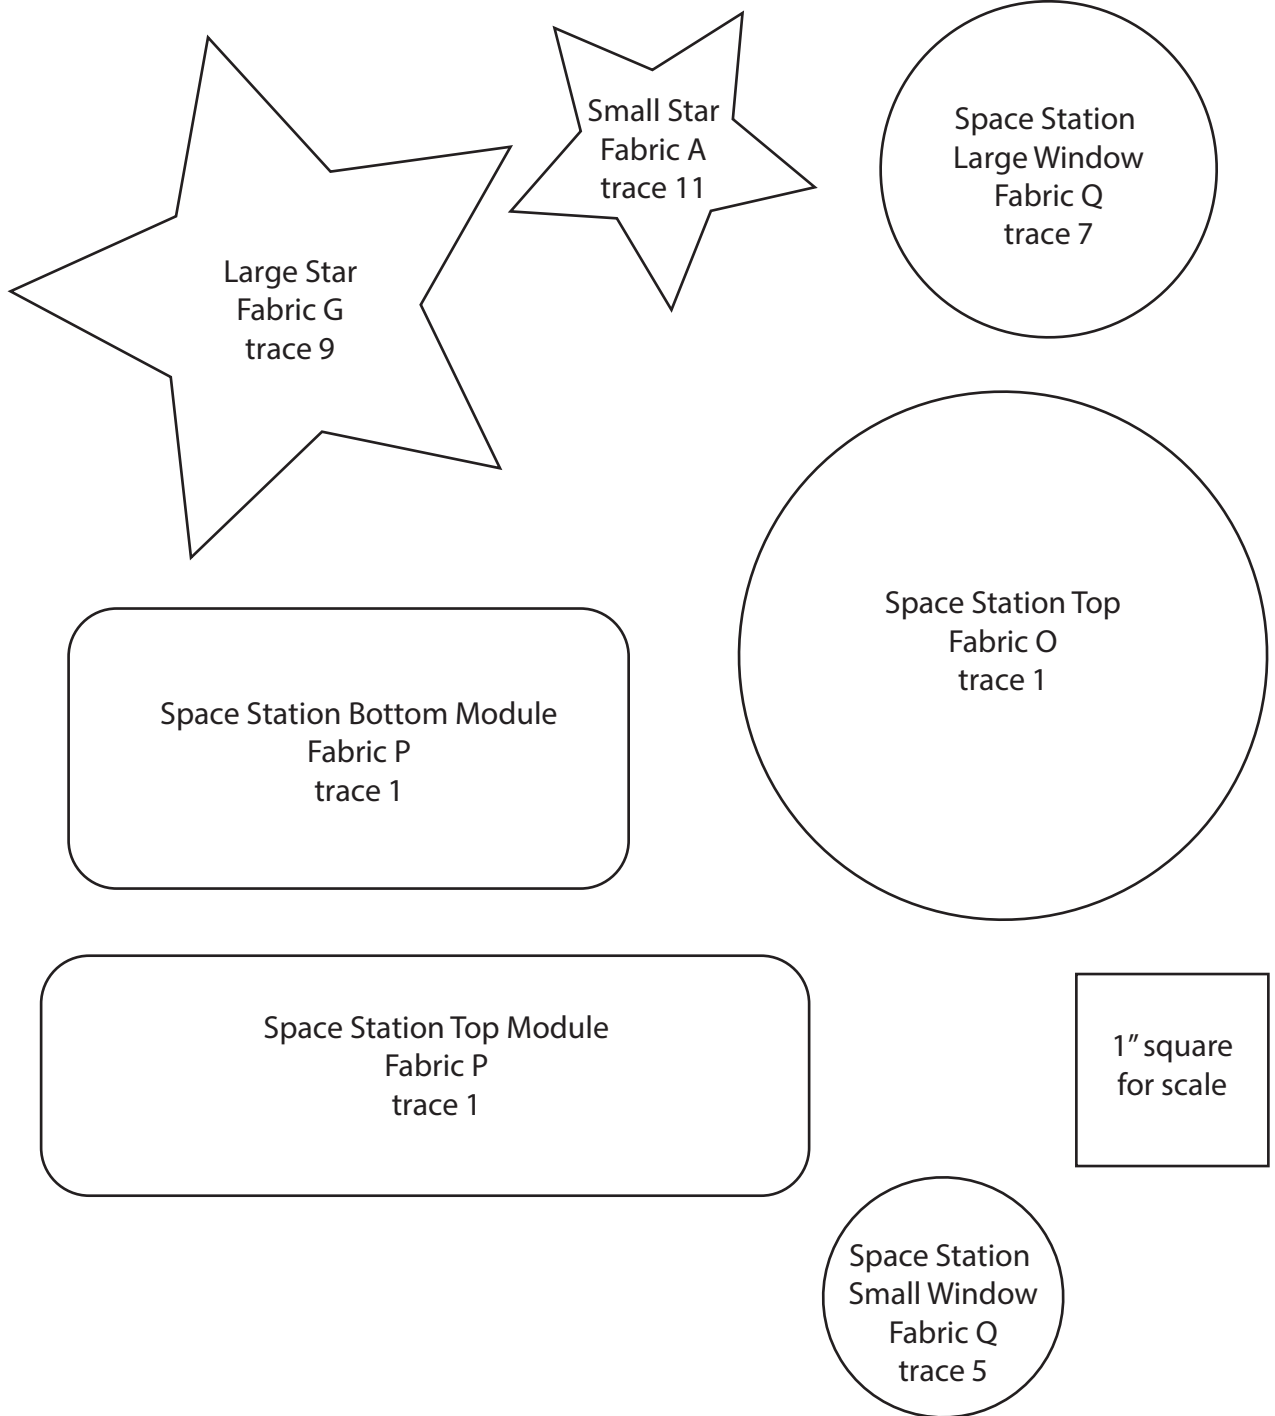 Small Star
Fabric A
trace 11
Space Station
Large Window
Fabric Q
trace 7
Large Star
Fabric G
trace 9
Space Station Top
Fabric O
trace 1
Space Station Bottom Module
Fabric P
trace 1
Space Station Top Module
Fabric P
trace 1
1” square
for scale
Space Station
Small Window
Fabric Q
trace 5